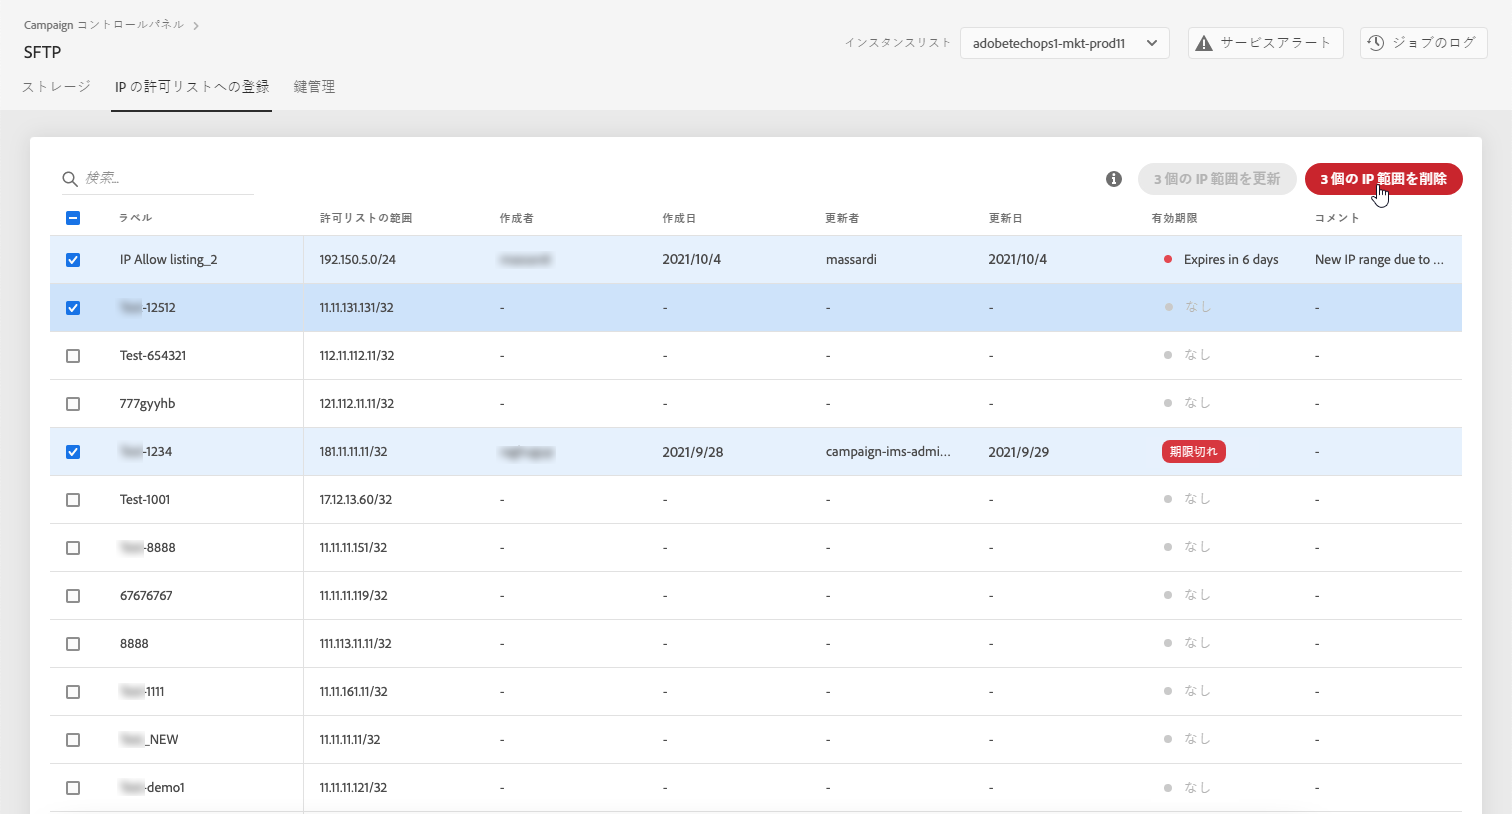 Campaign コントロールパネル
SFTP
インスタンスリスト adobetechops1-mkt-prod11 サービスアラート ジョブのログ
ストレージ IP の許可リストへの登録 鍵管理
検索... 3 個の IP 範囲を更新 3 個の IP 範囲を削除
ラベル 許可リストの範囲 作成者 作成日 更新者 更新日 有効期限 コメント
IP Allow listing_2 192.150.5.0/24 2021/10/4 massardi 2021/10/4 Expires in 6 days New IP range due to ...
-12512 11.11.131.131/32 - - - - なし -
Test-654321 112.11.112.11/32 - - - - なし -
777gyyhb 121.112.11.11/32 - - - - なし -
-1234 181.11.11.11/32 2021/9/28 campaign-ims-admi... 2021/9/29 期限切れ -
Test-1001 17.12.13.60/32 - - - - なし -
-8888 11.11.11.151/32 - - - - なし -
67676767 11.11.11.119/32 - - - - なし -
8888 111.113.11.11/32 - - - - なし -
-1111 11.11.161.11/32 - - - - なし -
_NEW 11.11.11.11/32 - - - - なし -
-demo1 11.11.11.121/32 - - - - なし -